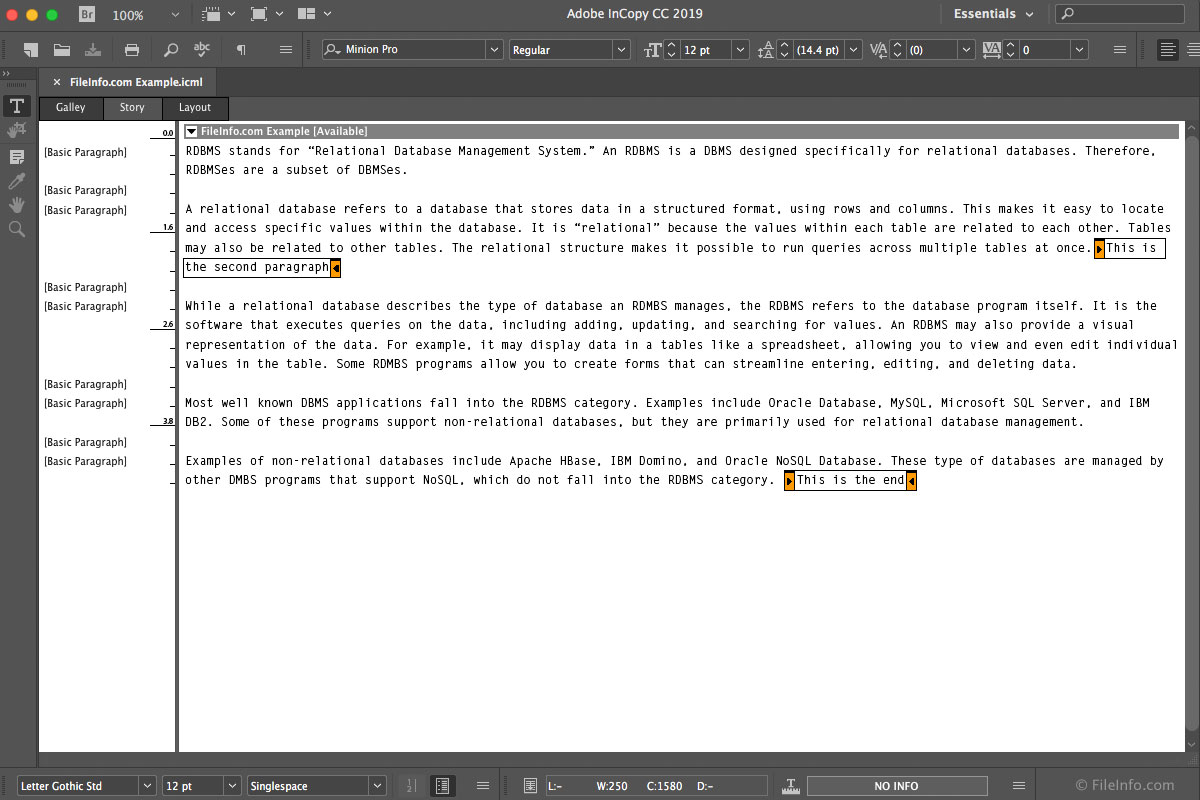 Adobe InCopy CC 2019
Br 100% Essentials
Minion Pro Regular 12 pt (14.4 pt) (0) 0
FileInfo.com Example.icml
Galley Story Layout
0.0 FileInfo.com Example [Available]
[Basic Paragraph] RDBMS stands for “Relational Database Management System.” An RDBMS is a DBMS designed specifically for relational databases. Therefore,
RDBMSes are a subset of DBMSes.
[Basic Paragraph]
[Basic Paragraph] A relational database refers to a database that stores data in a structured format, using rows and columns. This makes it easy to locate
1.6 and access specific values within the database. It is “relational” because the values within each table are related to each other. Tables
may also be related to other tables. The relational structure makes it possible to run queries across multiple tables at once. This is
the second paragraph
[Basic Paragraph]
[Basic Paragraph] While a relational database describes the type of database an RDMBS manages, the RDBMS refers to the database program itself. It is the
2.6 software that executes queries on the data, including adding, updating, and searching for values. An RDBMS may also provide a visual
representation of the data. For example, it may display data in a tables like a spreadsheet, allowing you to view and even edit individual
values in the table. Some RDMBS programs allow you to create forms that can streamline entering, editing, and deleting data.
[Basic Paragraph]
[Basic Paragraph] Most well known DBMS applications fall into the RDBMS category. Examples include Oracle Database, MySQL, Microsoft SQL Server, and IBM
3.8 DB2. Some of these programs support non-relational databases, but they are primarily used for relational database management.
[Basic Paragraph]
[Basic Paragraph] Examples of non-relational databases include Apache HBase, IBM Domino, and Oracle NoSQL Database. These type of databases are managed by
other DMBS programs that support NoSQL, which do not fall into the RDBMS category. This is the end
Letter Gothic Std 12 pt Singlespace L:– W:250 C:1580 D:– NO INFO © FileInfo.com